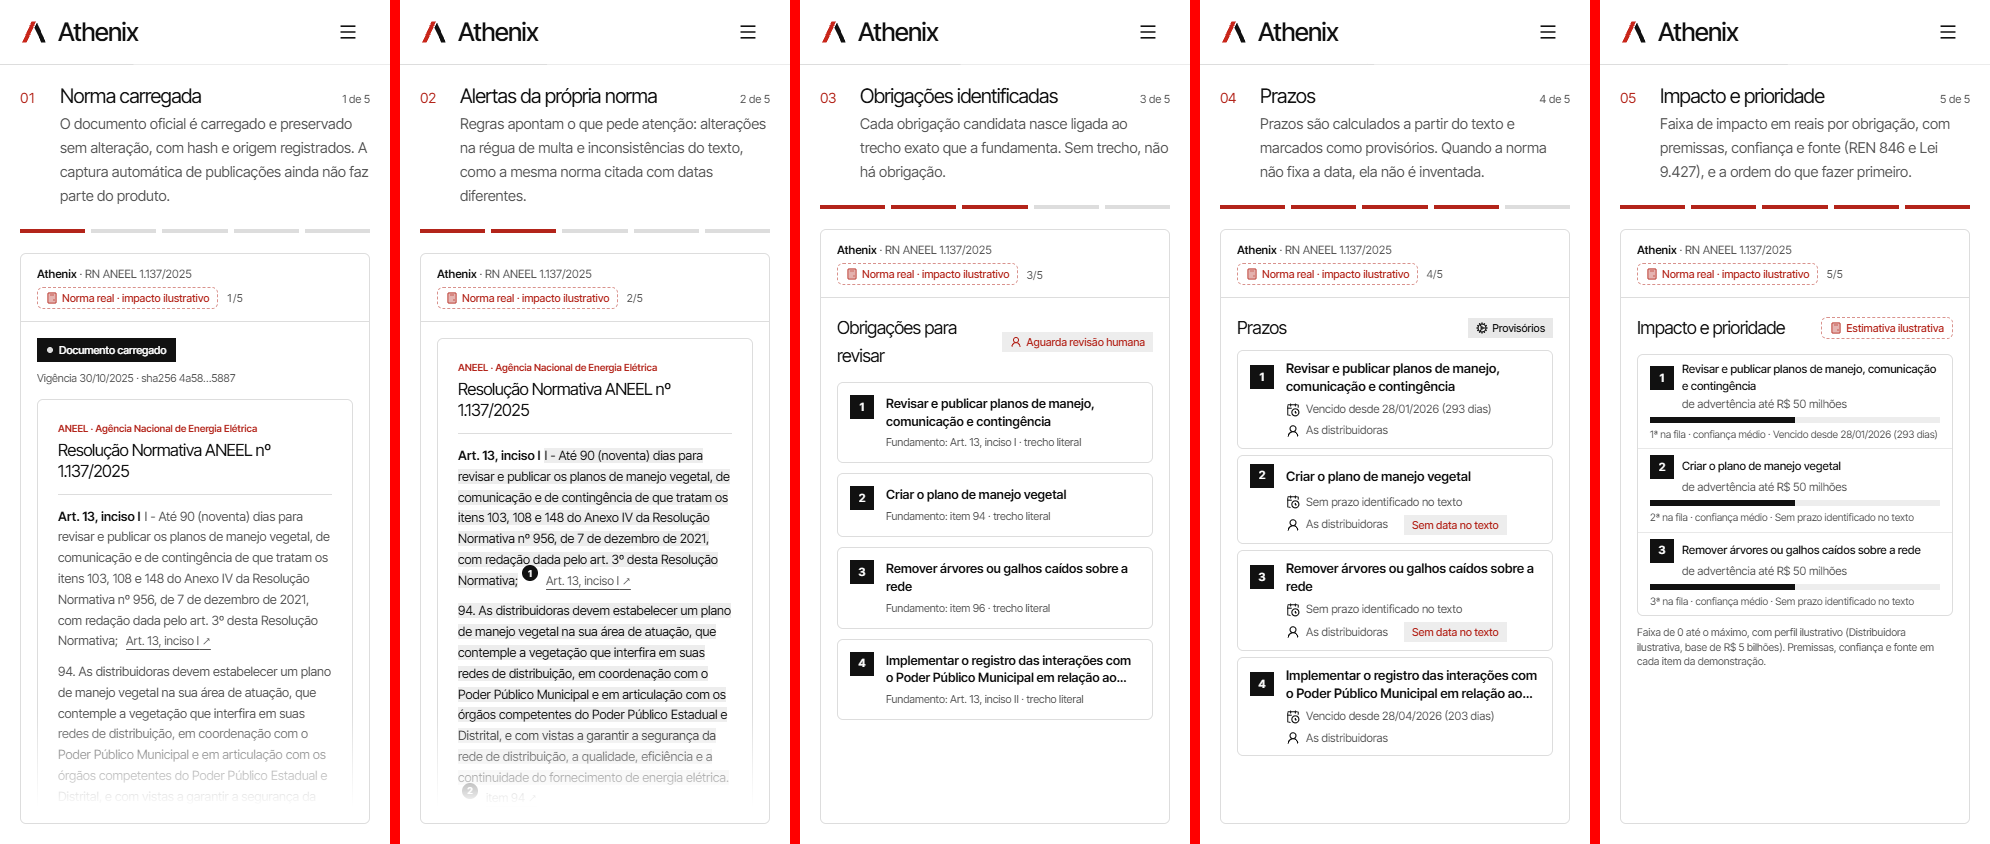 Athenix
01
Norma carregada
1 de 5
O documento oficial é carregado e preservado
sem alteração, com hash e origem registrados. A
captura automática de publicações ainda não faz
parte do produto.
Athenix · RN ANEEL 1.137/2025
Norma real · impacto ilustrativo
1/5
Documento carregado
Vigência 30/10/2025 · sha256 4a58...5887
ANEEL · Agência Nacional de Energia Elétrica
Resolução Normativa ANEEL nº
1.137/2025
Art. 13, inciso I I - Até 90 (noventa) dias para
revisar e publicar os planos de manejo vegetal, de
comunicação e de contingência de que tratam os
itens 103, 108 e 148 do Anexo IV da Resolução
Normativa nº 956, de 7 de dezembro de 2021,
com redação dada pelo art. 3º desta Resolução
Normativa; Art. 13, inciso I ↗
94. As distribuidoras devem estabelecer um plano
de manejo vegetal na sua área de atuação, que
contemple a vegetação que interfira em suas
redes de distribuição, em coordenação com o
Poder Público Municipal e em articulação com os
órgãos competentes do Poder Público Estadual e
Distrital, e com vistas a garantir a segurança da
Athenix
02
Alertas da própria norma
2 de 5
Regras apontam o que pede atenção: alterações
na régua de multa e inconsistências do texto,
como a mesma norma citada com datas
diferentes.
Athenix · RN ANEEL 1.137/2025
Norma real · impacto ilustrativo
2/5
ANEEL · Agência Nacional de Energia Elétrica
Resolução Normativa ANEEL nº
1.137/2025
Art. 13, inciso I I - Até 90 (noventa) dias para
revisar e publicar os planos de manejo vegetal, de
comunicação e de contingência de que tratam os
itens 103, 108 e 148 do Anexo IV da Resolução
Normativa nº 956, de 7 de dezembro de 2021,
com redação dada pelo art. 3º desta Resolução
Normativa; 1 Art. 13, inciso I ↗
94. As distribuidoras devem estabelecer um plano
de manejo vegetal na sua área de atuação, que
contemple a vegetação que interfira em suas
redes de distribuição, em coordenação com o
Poder Público Municipal e em articulação com os
órgãos competentes do Poder Público Estadual e
Distrital, e com vistas a garantir a segurança da
rede de distribuição, a qualidade, eficiência e a
continuidade do fornecimento de energia elétrica.
2 item 94 ↗
Athenix
03
Obrigações identificadas
3 de 5
Cada obrigação candidata nasce ligada ao
trecho exato que a fundamenta. Sem trecho, não
há obrigação.
Athenix · RN ANEEL 1.137/2025
Norma real · impacto ilustrativo
3/5
Obrigações para
revisar
Aguarda revisão humana
1
Revisar e publicar planos de manejo,
comunicação e contingência
Fundamento: Art. 13, inciso I · trecho literal
2
Criar o plano de manejo vegetal
Fundamento: item 94 · trecho literal
3
Remover árvores ou galhos caídos sobre a
rede
Fundamento: item 96 · trecho literal
4
Implementar o registro das interações com
o Poder Público Municipal em relação ao...
Fundamento: Art. 13, inciso II · trecho literal
Athenix
04
Prazos
4 de 5
Prazos são calculados a partir do texto e
marcados como provisórios. Quando a norma
não fixa a data, ela não é inventada.
Athenix · RN ANEEL 1.137/2025
Norma real · impacto ilustrativo
4/5
Prazos
Provisórios
1
Revisar e publicar planos de manejo,
comunicação e contingência
Vencido desde 28/01/2026 (293 dias)
As distribuidoras
2
Criar o plano de manejo vegetal
Sem prazo identificado no texto
As distribuidoras
Sem data no texto
3
Remover árvores ou galhos caídos sobre a
rede
Sem prazo identificado no texto
As distribuidoras
Sem data no texto
4
Implementar o registro das interações com
o Poder Público Municipal em relação ao...
Vencido desde 28/04/2026 (203 dias)
As distribuidoras
Athenix
05
Impacto e prioridade
5 de 5
Faixa de impacto em reais por obrigação, com
premissas, confiança e fonte (REN 846 e Lei
9.427), e a ordem do que fazer primeiro.
Athenix · RN ANEEL 1.137/2025
Norma real · impacto ilustrativo
5/5
Impacto e prioridade
Estimativa ilustrativa
1
Revisar e publicar planos de manejo, comunicação
e contingência
de advertência até R$ 50 milhões
1ª na fila · confiança médio · Vencido desde 28/01/2026 (293 dias)
2
Criar o plano de manejo vegetal
de advertência até R$ 50 milhões
2ª na fila · confiança médio · Sem prazo identificado no texto
3
Remover árvores ou galhos caídos sobre a rede
de advertência até R$ 50 milhões
3ª na fila · confiança médio · Sem prazo identificado no texto
Faixa de 0 até o máximo, com perfil ilustrativo (Distribuidora
ilustrativa, base de R$ 5 bilhões). Premissas, confiança e fonte em
cada item da demonstração.